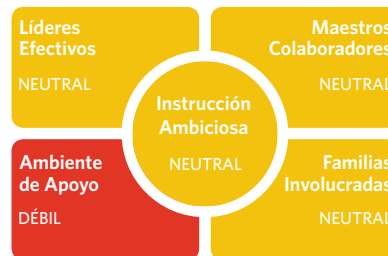 Líderes
Efectivos
NEUTRAL
Maestros
Colaboradores
NEUTRAL
Instrucción
Ambiciosa
NEUTRAL
Ambiente
de Apoyo
DÉBIL
Familias
Involucradas
NEUTRAL